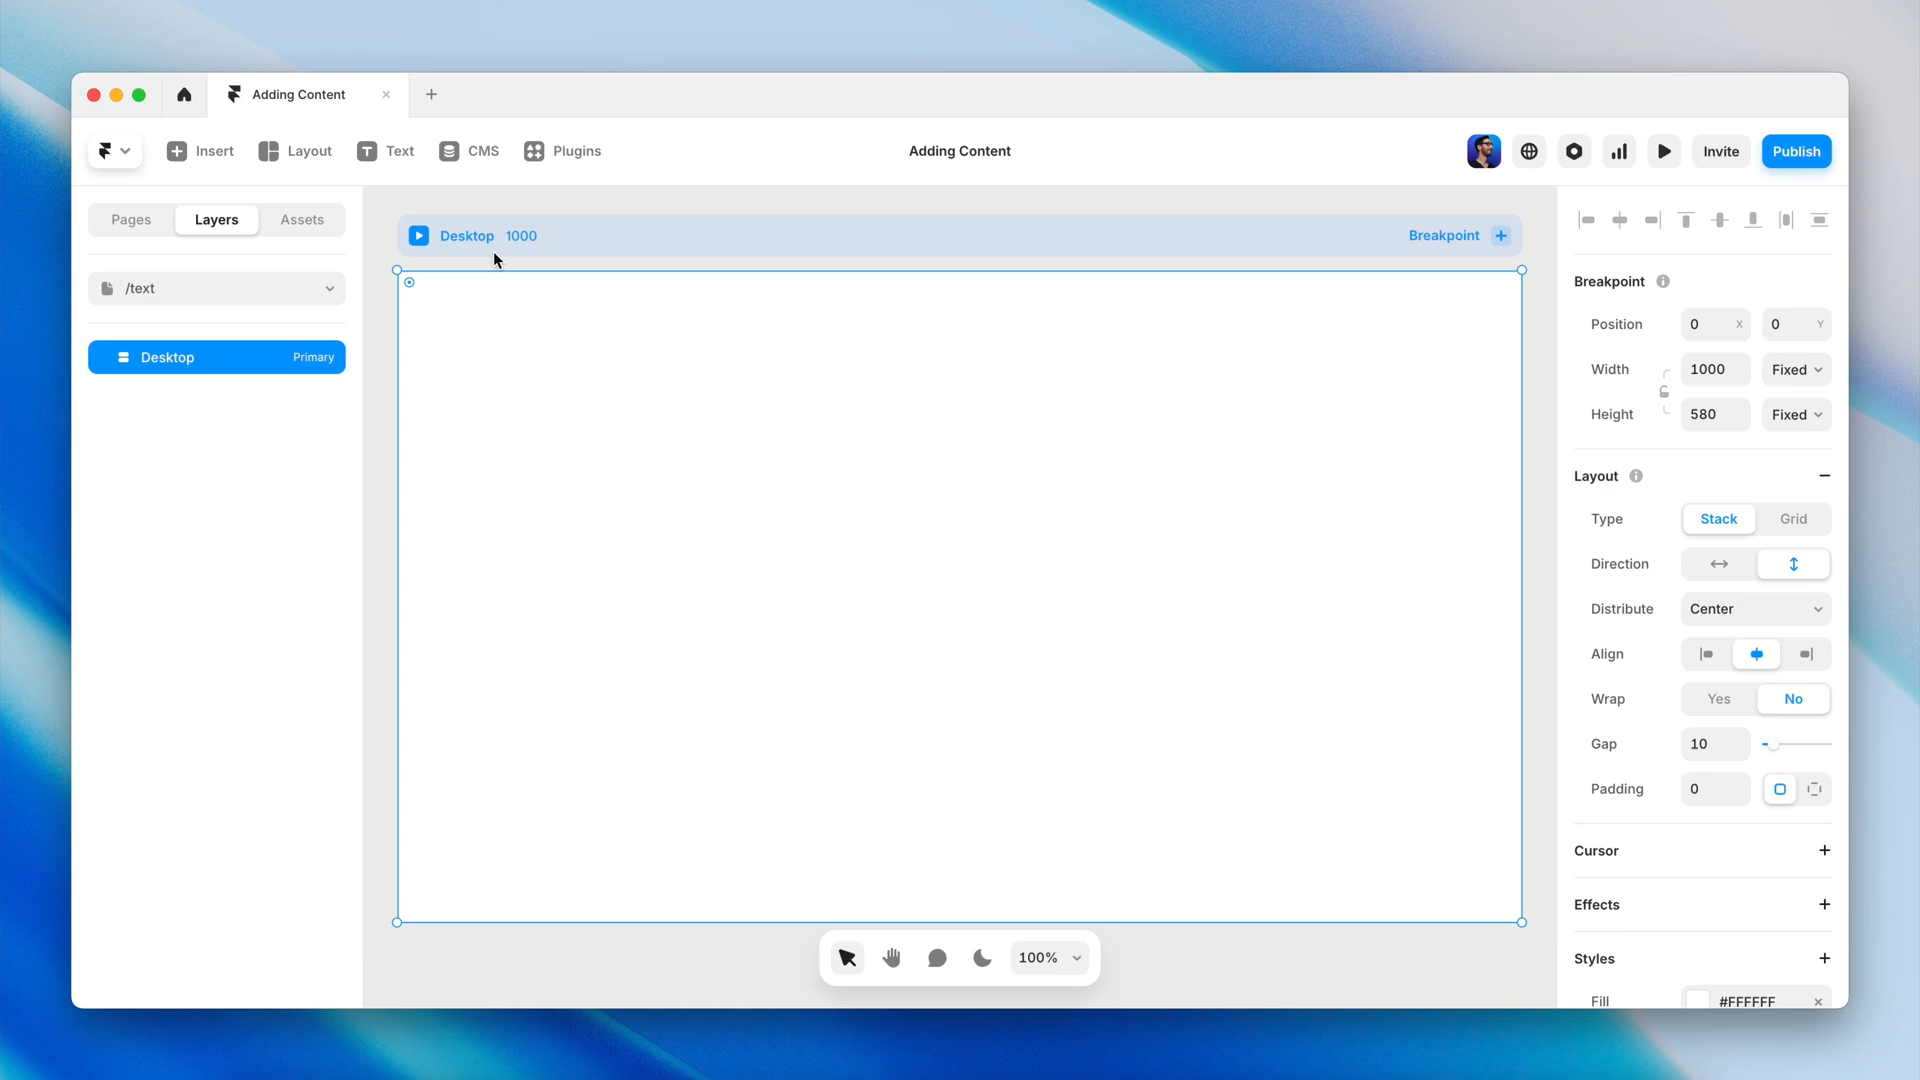 Adding Content
Insert Layout Text CMS Plugins
Adding Content
Invite Publish
Pages Layers Assets
/text
Desktop Primary
Desktop 1000
Breakpoint
100%
Breakpoint
Position 0 X 0 Y
Width 1000 Fixed
Height 580 Fixed
Layout
Type Stack Grid
Direction
Distribute Center
Align
Wrap Yes No
Gap 10
Padding 0
Cursor
Effects
Styles
Fill #FFFFFF